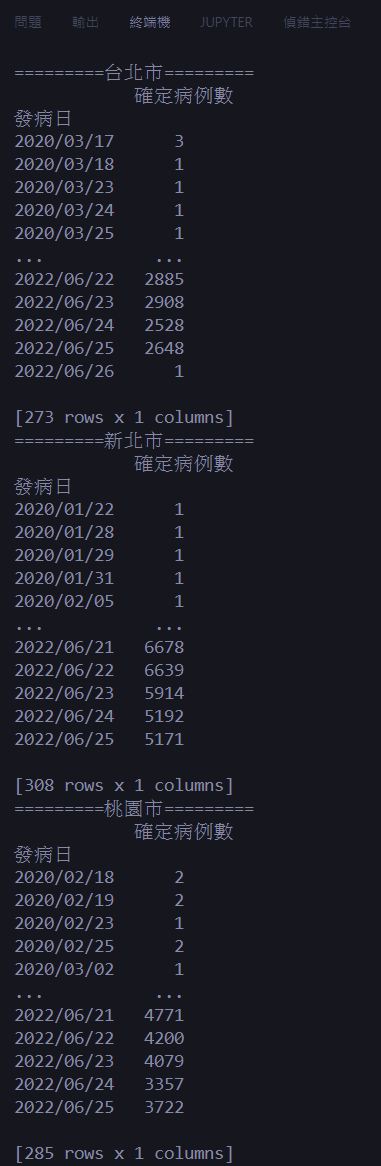 問題 輸出 終端機 JUPYTER 偵錯主控台
=========台北市=========
確定病例數
發病日
2020/03/17 3
2020/03/18 1
2020/03/23 1
2020/03/24 1
2020/03/25 1
... ...
2022/06/22 2885
2022/06/23 2908
2022/06/24 2528
2022/06/25 2648
2022/06/26 1
[273 rows x 1 columns]
=========新北市=========
確定病例數
發病日
2020/01/22 1
2020/01/28 1
2020/01/29 1
2020/01/31 1
2020/02/05 1
... ...
2022/06/21 6678
2022/06/22 6639
2022/06/23 5914
2022/06/24 5192
2022/06/25 5171
[308 rows x 1 columns]
=========桃園市=========
確定病例數
發病日
2020/02/18 2
2020/02/19 2
2020/02/23 1
2020/02/25 2
2020/03/02 1
... ...
2022/06/21 4771
2022/06/22 4200
2022/06/23 4079
2022/06/24 3357
2022/06/25 3722
[285 rows x 1 columns]